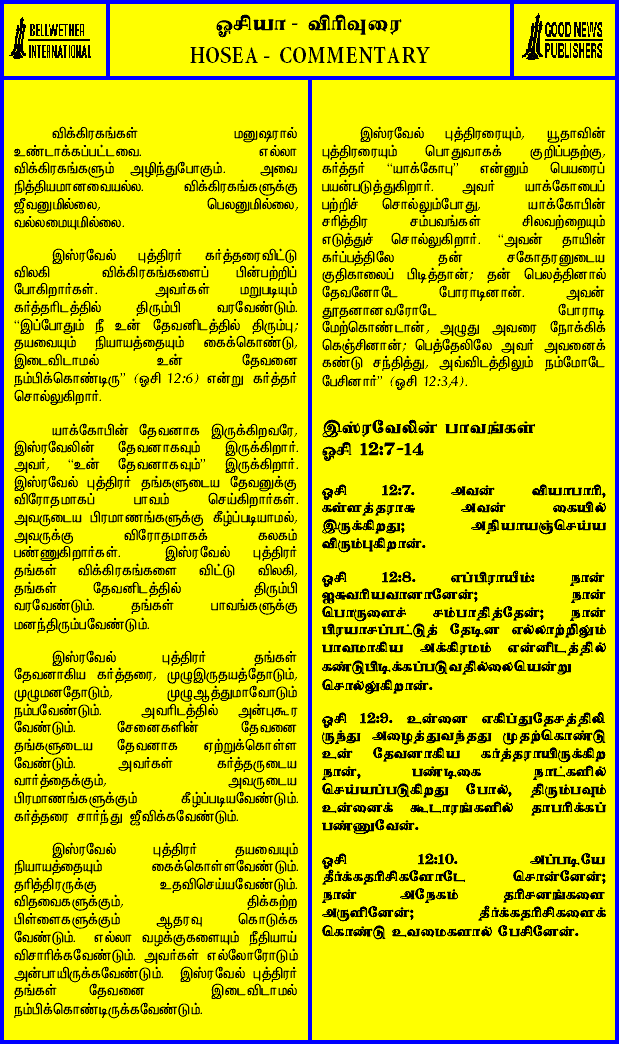 BELLWETHER
INTERNATIONAL
ஓசியா - விரிவுரை
HOSEA - COMMENTARY
GOOD NEWS
PUBLISHERS
விக்கிரகங்கள் மனுஷரால்
உண்டாக்கப்பட்டவை. எல்லா
விக்கிரகங்களும் அழிந்துபோகும். அவை
நித்தியமானவையல்ல. விக்கிரகங்களுக்கு
ஜீவனுமில்லை, பெலனுமில்லை,
வல்லமையுமில்லை.
இஸ்ரவேல் புத்திரர் கர்த்தரைவிட்டு
விலகி விக்கிரகங்களைப் பின்பற்றிப்
போகிறார்கள். அவர்கள் மறுபடியும்
கர்த்தரிடத்தில் திரும்பி வரவேண்டும்.
“இப்போதும் நீ உன் தேவனிடத்தில் திரும்பு;
தயவையும் நியாயத்தையும் கைக்கொண்டு,
இடைவிடாமல் உன் தேவனை
நம்பிக்கொண்டிரு” (ஓசி 12:6) என்று கர்த்தர்
சொல்லுகிறார்.
யாக்கோபின் தேவனாக இருக்கிறவரே,
இஸ்ரவேலின் தேவனாகவும் இருக்கிறார்.
அவர், “உன் தேவனாகவும்” இருக்கிறார்.
இஸ்ரவேல் புத்திரர் தங்களுடைய தேவனுக்கு
விரோதமாகப் பாவம் செய்கிறார்கள்.
அவருடைய பிரமாணங்களுக்கு கீழ்ப்படியாமல்,
அவருக்கு விரோதமாகக் கலகம்
பண்ணுகிறார்கள். இஸ்ரவேல் புத்திரர்
தங்கள் விக்கிரகங்களை விட்டு விலகி,
தங்கள் தேவனிடத்தில் திரும்பி
வரவேண்டும். தங்கள் பாவங்களுக்கு
மனந்திரும்பவேண்டும்.
இஸ்ரவேல் புத்திரர் தங்கள்
தேவனாகிய கர்த்தரை, முழுஇருதயத்தோடும்,
முழுமனதோடும், முழுஆத்துமாவோடும்
நம்பவேண்டும். அவரிடத்தில் அன்புகூர
வேண்டும். சேனைகளின் தேவனை
தங்களுடைய தேவனாக ஏற்றுக்கொள்ள
வேண்டும். அவர்கள் கர்த்தருடைய
வார்த்தைக்கும், அவருடைய
பிரமாணங்களுக்கும் கீழ்ப்படியவேண்டும்.
கர்த்தரை சார்ந்து ஜீவிக்கவேண்டும்.
இஸ்ரவேல் புத்திரர் தயவையும்
நியாயத்தையும் கைக்கொள்ளவேண்டும்.
தரித்திரருக்கு உதவிசெய்யவேண்டும்.
விதவைகளுக்கும், திக்கற்ற
பிள்ளைகளுக்கும் ஆதரவு கொடுக்க
வேண்டும். எல்லா வழக்குகளையும் நீதியாய்
விசாரிக்கவேண்டும். அவர்கள் எல்லோரோடும்
அன்பாயிருக்கவேண்டும். இஸ்ரவேல் புத்திரர்
தங்கள் தேவனை இடைவிடாமல்
நம்பிக்கொண்டிருக்கவேண்டும்.
இஸ்ரவேல் புத்திரரையும், யூதாவின்
புத்திரரையும் பொதுவாகக் குறிப்பதற்கு,
கர்த்தர் “யாக்கோபு” என்னும் பெயரைப்
பயன்படுத்துகிறார். அவர் யாக்கோபைப்
பற்றிச் சொல்லும்போது, யாக்கோபின்
சரித்திர சம்பவங்கள் சிலவற்றையும்
எடுத்துச் சொல்லுகிறார். “அவன் தாயின்
கர்ப்பத்திலே தன் சகோதரனுடைய
குதிகாலைப் பிடித்தான்; தன் பெலத்தினால்
தேவனோடே போராடினான். அவன்
தூதனானவரோடே போராடி
மேற்கொண்டான், அழுது அவரை நோக்கிக்
கெஞ்சினான்; பெத்தேலிலே அவர் அவனைக்
கண்டு சந்தித்து, அவ்விடத்திலும் நம்மோடே
பேசினார்” (ஓசி 12:3,4).
இஸ்ரவேலின் பாவங்கள்
ஓசி 12:7-14
ஓசி 12:7. அவன் வியாபாரி,
கள்ளத்தராசு அவன் கையில்
இருக்கிறது; அநியாயஞ்செய்ய
விரும்புகிறான்.
ஓசி 12:8. எப்பிராயீம்: நான்
ஐசுவரியவானானேன்; நான்
பொருளைச் சம்பாதித்தேன்; நான்
பிரயாசப்பட்டுத் தேடின எல்லாற்றிலும்
பாவமாகிய அக்கிரமம் என்னிடத்தில்
கண்டுபிடிக்கப்படுவதில்லையென்று
சொல்லுகிறான்.
ஓசி 12:9. உன்னை எகிப்துதேசத்திலி
ருந்து அழைத்துவந்தது முதற்கொண்டு
உன் தேவனாகிய கர்த்தராயிருக்கிற
நான், பண்டிகை நாட்களில்
செய்யப்படுகிறது போல், திரும்பவும்
உன்னைக் கூடாரங்களில் தாபரிக்கப்
பண்ணுவேன்.
ஓசி 12:10. அப்படியே
தீர்க்கதரிசிகளோடே சொன்னேன்;
நான் அநேகம் தரிசனங்களை
அருளினேன்; தீர்க்கதரிசிகளைக்
கொண்டு உவமைகளால் பேசினேன்.